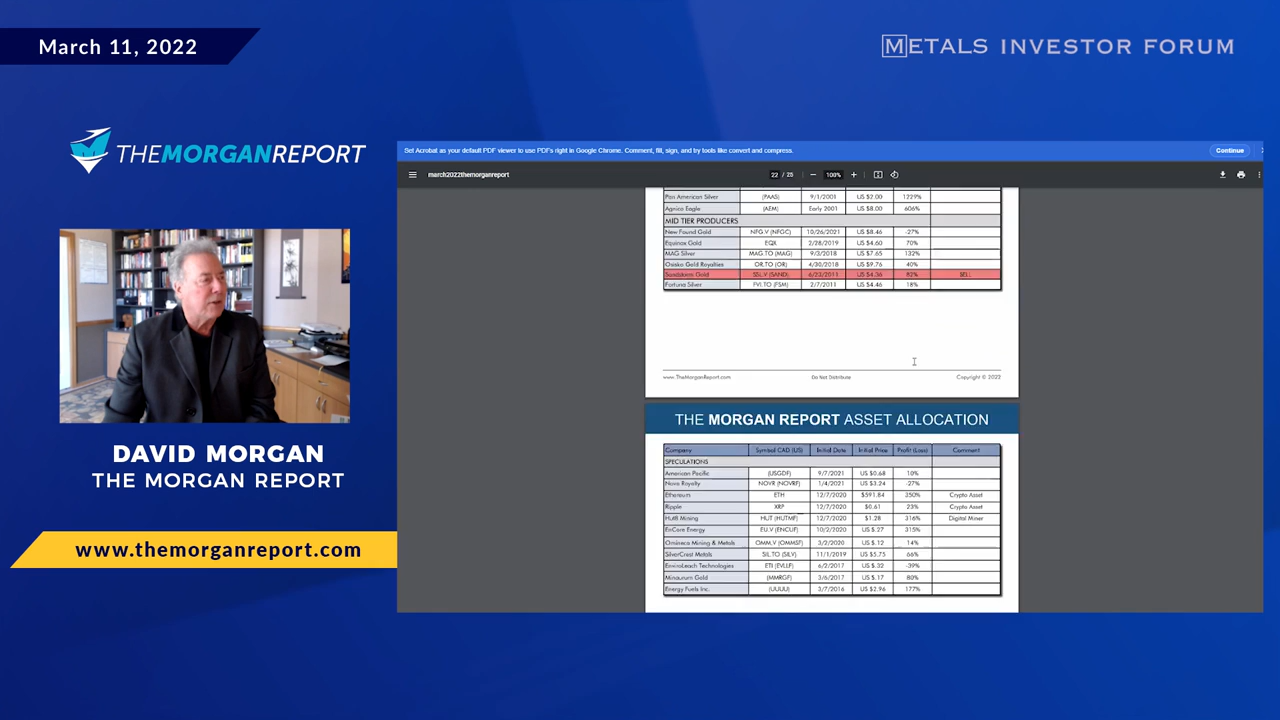 March 11, 2022
METALS INVESTOR FORUM
THEMORGANREPORT
Set Acrobat as your default PDF viewer to use PDF's right in Google Chrome. Comment, fill, sign, and try tools like convert and compress.
Continue
march2022themorganreport
22 / 25
100%
Pan American Silver (PAAS) 9/1/2001 US $2.00 1229%
Agnico Eagle (AEM) Early 2001 US $8.00 606%
MID TIER PRODUCERS
New Found Gold NFG.V (NFGC) 10/26/2021 US $8.46 -27%
Equinox Gold EQX 2/28/2019 US $4.60 70%
MAG Silver MAG.TO (MAG) 9/3/2018 US $7.65 132%
Osisko Gold Royalties OR.TO (OR) 4/30/2018 US $9.76 40%
Sandstorm Gold SSL.V (SAND) 6/23/2011 US $4.36 82% SELL
Fortuna Silver FVI.TO (FSM) 2/7/2011 US $4.46 18%
www.TheMorganReport.com Do Not Distribute Copyright © 2022
THE MORGAN REPORT ASSET ALLOCATION
Company Symbol CAD (US) Initial Date Initial Price Profit (Loss) Comment
SPECULATIONS
American Pacific (USGDF) 9/7/2021 US $0.68 10%
Nova Royalty NOVR (NOVRF) 1/4/2021 US $3.24 -27%
Ethereum ETH 12/7/2020 $591.84 350% Crypto Asset
Ripple XRP 12/7/2020 $0.61 23% Crypto Asset
Hut8 Mining HUT (HUTMF) 12/7/2020 $1.28 316% Digital Miner
EnCore Energy EU.V (ENCUF) 10/2/2020 US $.27 315%
Omineca Mining & Metals OMM.V (OMMSF) 3/2/2020 US $.12 14%
SilverCrest Metals SIL.TO (SILV) 11/1/2019 US $5.75 66%
EnviroLeach Technologies ETI (EVLLF) 6/2/2017 US $.32 -39%
Minaurum Gold (MMRGF) 3/6/2017 US $.17 80%
Energy Fuels Inc. (UUUU) 3/7/2016 US $2.96 177%
DAVID MORGAN
THE MORGAN REPORT
www.themorganreport.com